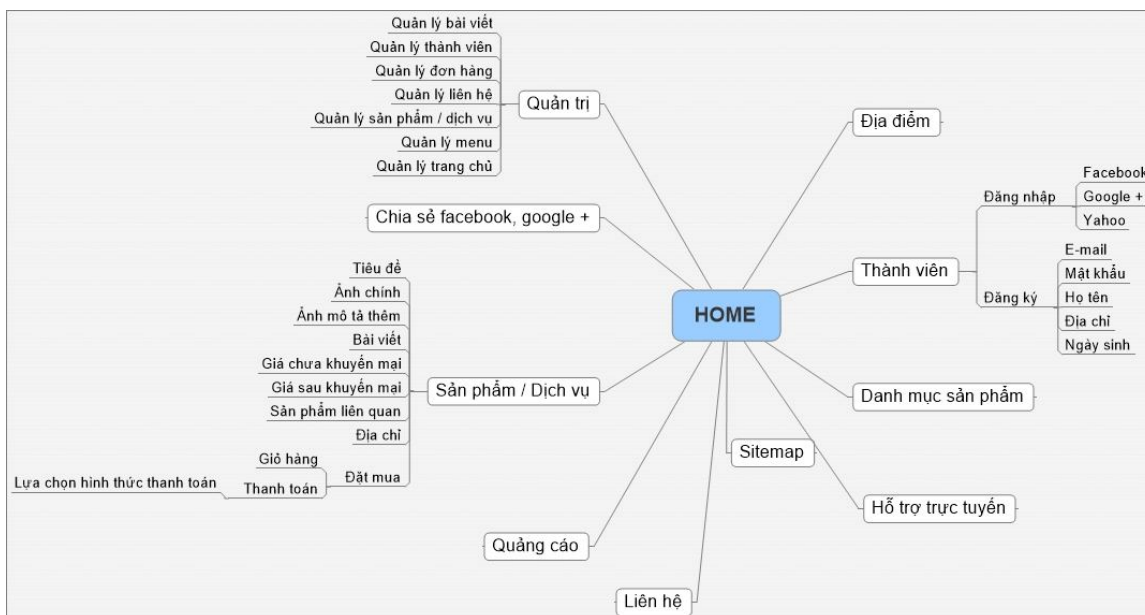 Quản lý bài viết
Quản lý thành viên
Quản lý đơn hàng
Quản lý liên hệ
Quản lý sản phẩm / dịch vụ
Quản lý menu
Quản lý trang chủ
Quản trị
Chia sẻ facebook, google +
Tiêu đề
Ảnh chính
Ảnh mô tả thêm
Bài viết
Giá chưa khuyến mại
Giá sau khuyến mại
Sản phẩm liên quan
Địa chỉ
Giỏ hàng
Lựa chọn hình thức thanh toán
Thanh toán
Đặt mua
Sản phẩm / Dịch vụ
Quảng cáo
Liên hệ
HOME
Địa điểm
Thành viên
Đăng nhập
Facebook
Google +
Yahoo
Đăng ký
E-mail
Mật khẩu
Họ tên
Địa chỉ
Ngày sinh
Danh mục sản phẩm
Sitemap
Hỗ trợ trực tuyến